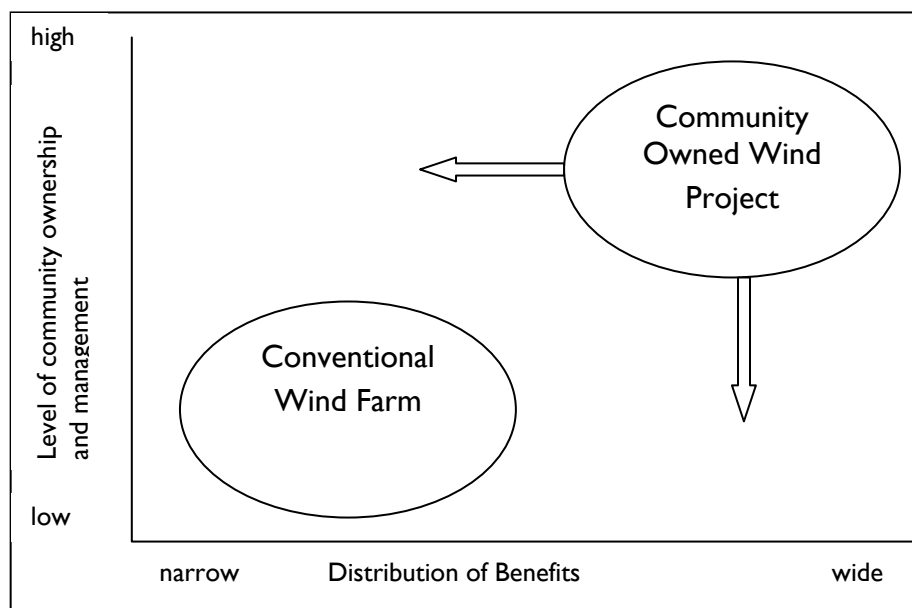 high
Level of community ownership
and management
low
Community
Owned Wind
Project
Conventional
Wind Farm
narrow Distribution of Benefits wide